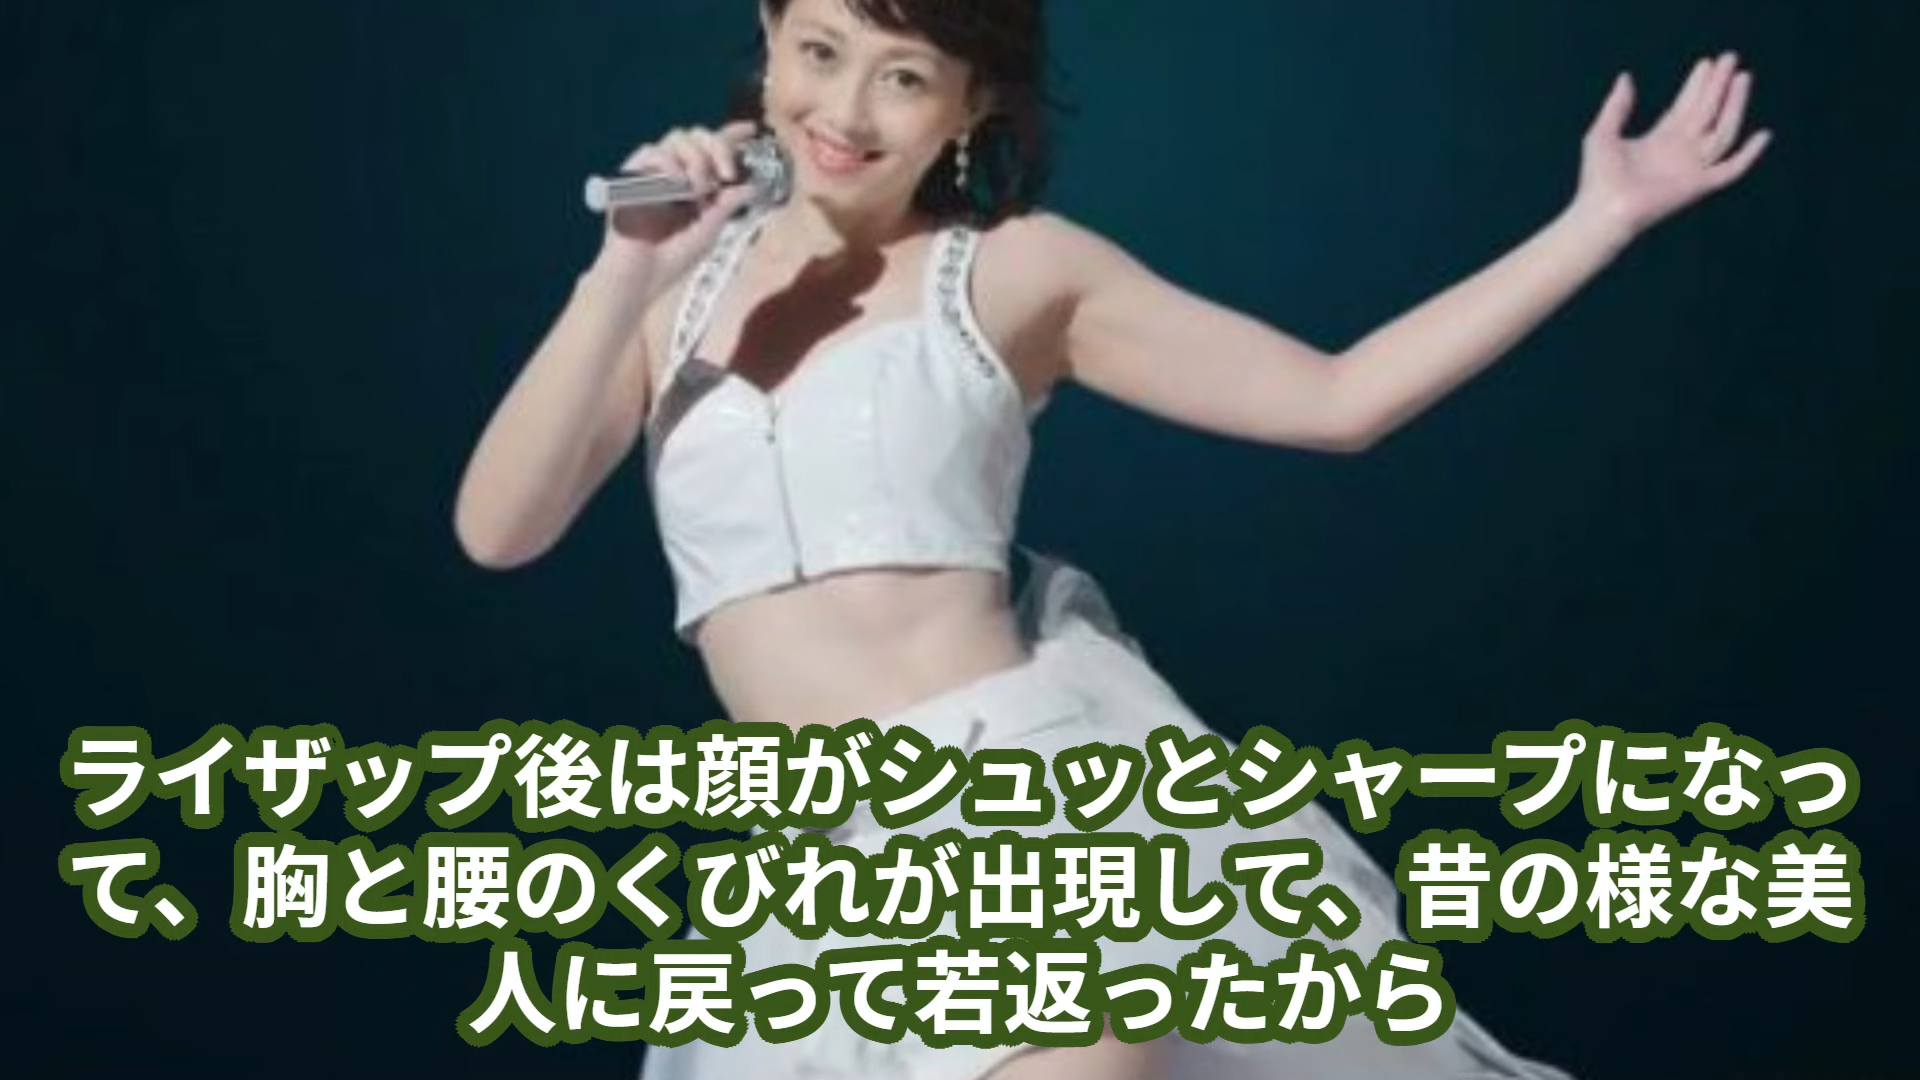 ライザップ後は顔がシュッとシャープになっ
て、胸と腰のくびれが出現して、昔の様な美
人に戻って若返ったから